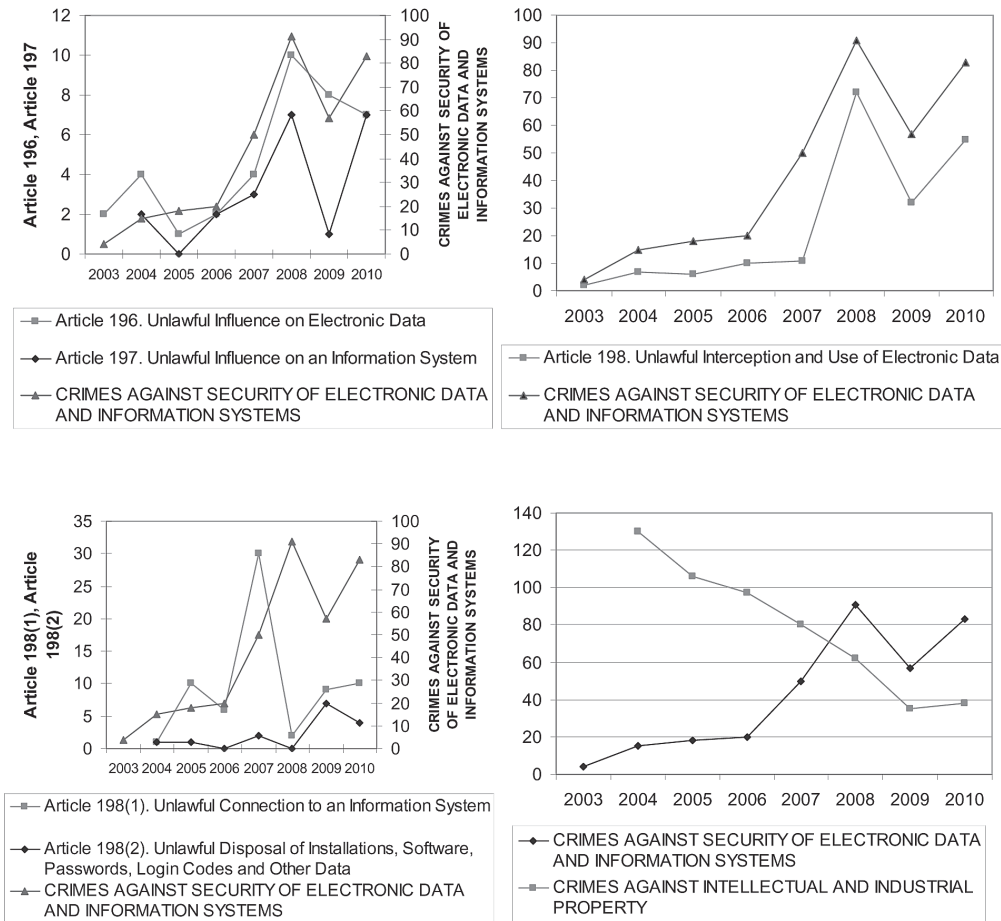 12
10
8
6
4
2
0
Article 196, Article 197
100
90
80
70
60
50
40
30
20
10
0
CRIMES AGAINST SECURITY OF
ELECTRONIC DATA AND
INFORMATION SYSTEMS
2003 2004 2005 2006 2007 2008 2009 2010
Article 196. Unlawful Influence on Electronic Data
Article 197. Unlawful Influence on an Information System
CRIMES AGAINST SECURITY OF ELECTRONIC DATA
AND INFORMATION SYSTEMS
100
90
80
70
60
50
40
30
20
10
0
2003 2004 2005 2006 2007 2008 2009 2010
Article 198. Unlawful Interception and Use of Electronic Data
CRIMES AGAINST SECURITY OF ELECTRONIC DATA
AND INFORMATION SYSTEMS
35
30
25
20
15
10
5
0
Article 198(1), Article
198(2)
100
90
80
70
60
50
40
30
20
10
0
CRIMES AGAINST SECURITY
OF ELECTRONIC DATA AND
INFORMATION SYSTEMS
2003 2004 2005 2006 2007 2008 2009 2010
Article 198(1). Unlawful Connection to an Information System
Article 198(2). Unlawful Disposal of Installations, Software,
Passwords, Login Codes and Other Data
CRIMES AGAINST SECURITY OF ELECTRONIC DATA
AND INFORMATION SYSTEMS
140
120
100
80
60
40
20
0
2003 2004 2005 2006 2007 2008 2009 2010
CRIMES AGAINST SECURITY OF ELECTRONIC DATA
AND INFORMATION SYSTEMS
CRIMES AGAINST INTELLECTUAL AND INDUSTRIAL
PROPERTY